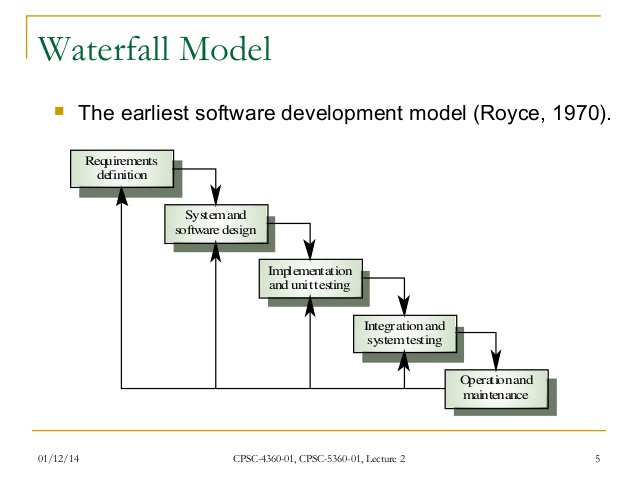 Waterfall Model
The earliest software development model (Royce, 1970).
Requirements
definition
System and
software design
Implementation
and unit testing
Integration and
system testing
Operation and
maintenance
01/12/14
CPSC-4360-01, CPSC-5360-01, Lecture 2
5